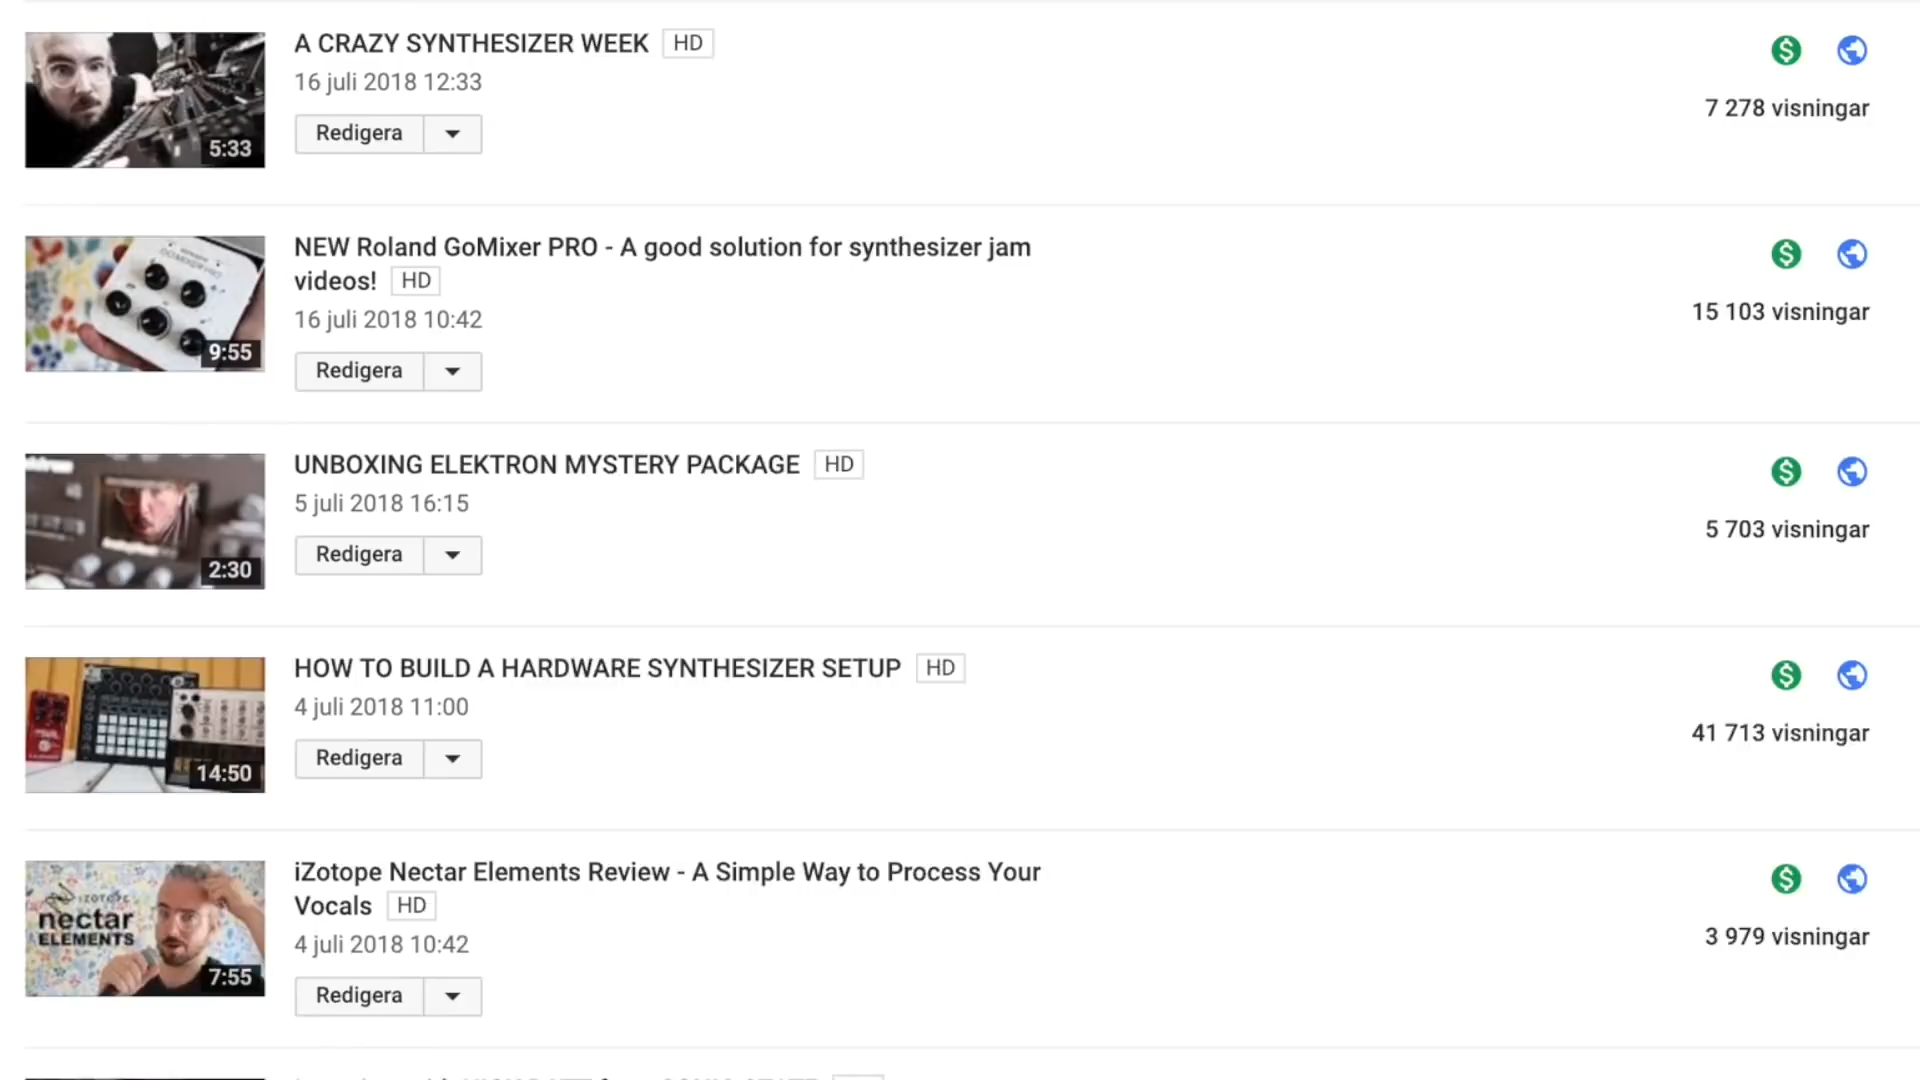 A CRAZY SYNTHESIZER WEEK HD
16 juli 2018 12:33
Redigera
5:33
7 278 visningar
NEW Roland GoMixer PRO - A good solution for synthesizer jam
videos! HD
16 juli 2018 10:42
Redigera
9:55
15 103 visningar
UNBOXING ELEKTRON MYSTERY PACKAGE HD
5 juli 2018 16:15
Redigera
2:30
5 703 visningar
HOW TO BUILD A HARDWARE SYNTHESIZER SETUP HD
4 juli 2018 11:00
Redigera
14:50
41 713 visningar
iZotope Nectar Elements Review - A Simple Way to Process Your
Vocals HD
4 juli 2018 10:42
Redigera
IZOTOPE
nectar
ELEMENTS
7:55
3 979 visningar